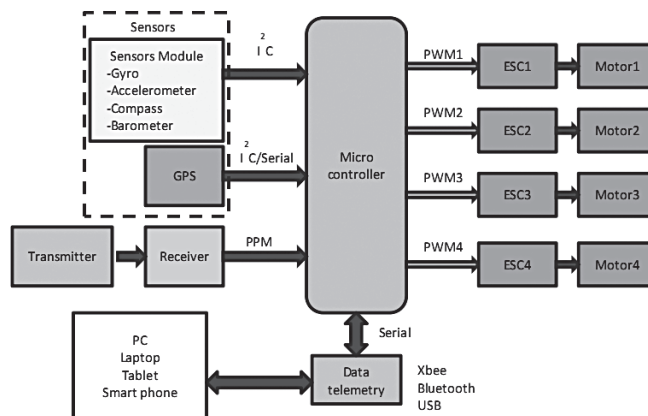 Sensors
Sensors Module
-Gyro
-Accelerometer
-Compass
-Barometer
2
I C
GPS
2
I C/Serial
Transmitter
Receiver
PPM
Micro
controller
PWM1
ESC1
Motor1
PWM2
ESC2
Motor2
PWM3
ESC3
Motor3
PWM4
ESC4
Motor4
Serial
PC
Laptop
Tablet
Smart phone
Data
telemetry
Xbee
Bluetooth
USB